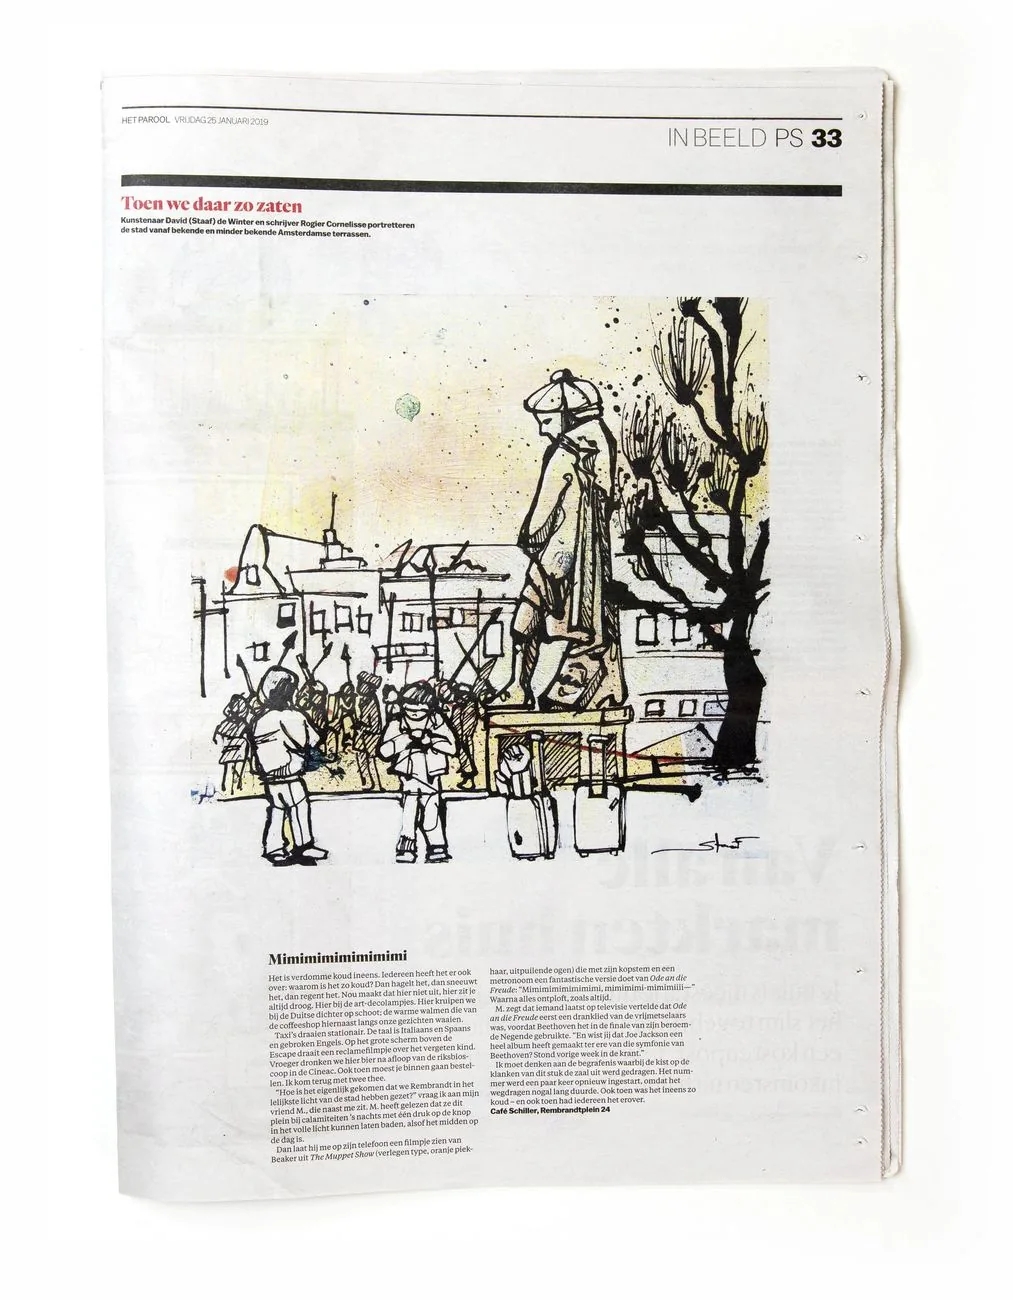 HET PAROOL VRIJDAG 25 JANUARI 2019
IN BEELD PS 33
Toen we daar zo zaten
Kunstenaar David (Staaf) de Winter en schrijver Rogier Cornelisse portretteren
de stad vanaf bekende en minder bekende Amsterdamse terrassen.
Staaf
Mimimimimimimimi
Het is verdomme koud ineens. Iedereen heeft het er ook
over: waarom is het zo koud? Dan hagelt het, dan sneeuwt
het, dan regent het. Nou maakt dat hier niet uit, hier zit je
altijd droog. Hier bij de art-decolampjes. Hier kruipen we
bij de Duitse dichter op schoot; de warme walmen die van
de coffeeshop hiernaast langs onze gezichten waaien.
Taxi's draaien stationair. De taal is Italiaans en Spaans
en gebroken Engels. Op het grote scherm boven de
Escape draait een reclamefilmpje over het vergeten kind.
Vroeger dronken we hier bier na afloop van de riksbios-
coop in de Cineac. Ook toen moest je binnen gaan bestel-
len. Ik kom terug met twee thee.
"Hoe is het eigenlijk gekomen dat we Rembrandt in het
lelijkste licht van de stad hebben gezet?" vraag ik aan mijn
vriend M., die naast me zit. M. heeft gelezen dat ze dit
plein bij calamiteiten 's nachts met één druk op de knop
in het volle licht kunnen laten baden, alsof het midden op
de dag is.
Dan laat hij me op zijn telefoon een filmpje zien van
Beaker uit The Muppet Show (verlegen type, oranje piek-
haar, uitpuilende ogen) die met zijn kopstem en een
metronoom een fantastische versie doet van Ode an die
Freude: "Mimimimimimimi, mimimimi-mimimiii—"
Waarna alles ontploft, zoals altijd.
M. zegt dat iemand laatst op televisie vertelde dat Ode
an die Freude eerst een dranklied van de vrijmetselaars
was, voordat Beethoven het in de finale van zijn beroem-
de Negende gebruikte. "En wist jij dat Joe Jackson een
heel album heeft gemaakt ter ere van die symfonie van
Beethoven? Stond vorige week in de krant."
Ik moet denken aan de begrafenis waarbij de kist op de
klanken van dit stuk de zaal uit werd gedragen. Het num-
mer werd een paar keer opnieuw ingestart, omdat het
wegdragen nogal lang duurde. Ook toen was het ineens zo
koud – en ook toen had iedereen het erover.
Café Schiller, Rembrandtplein 24